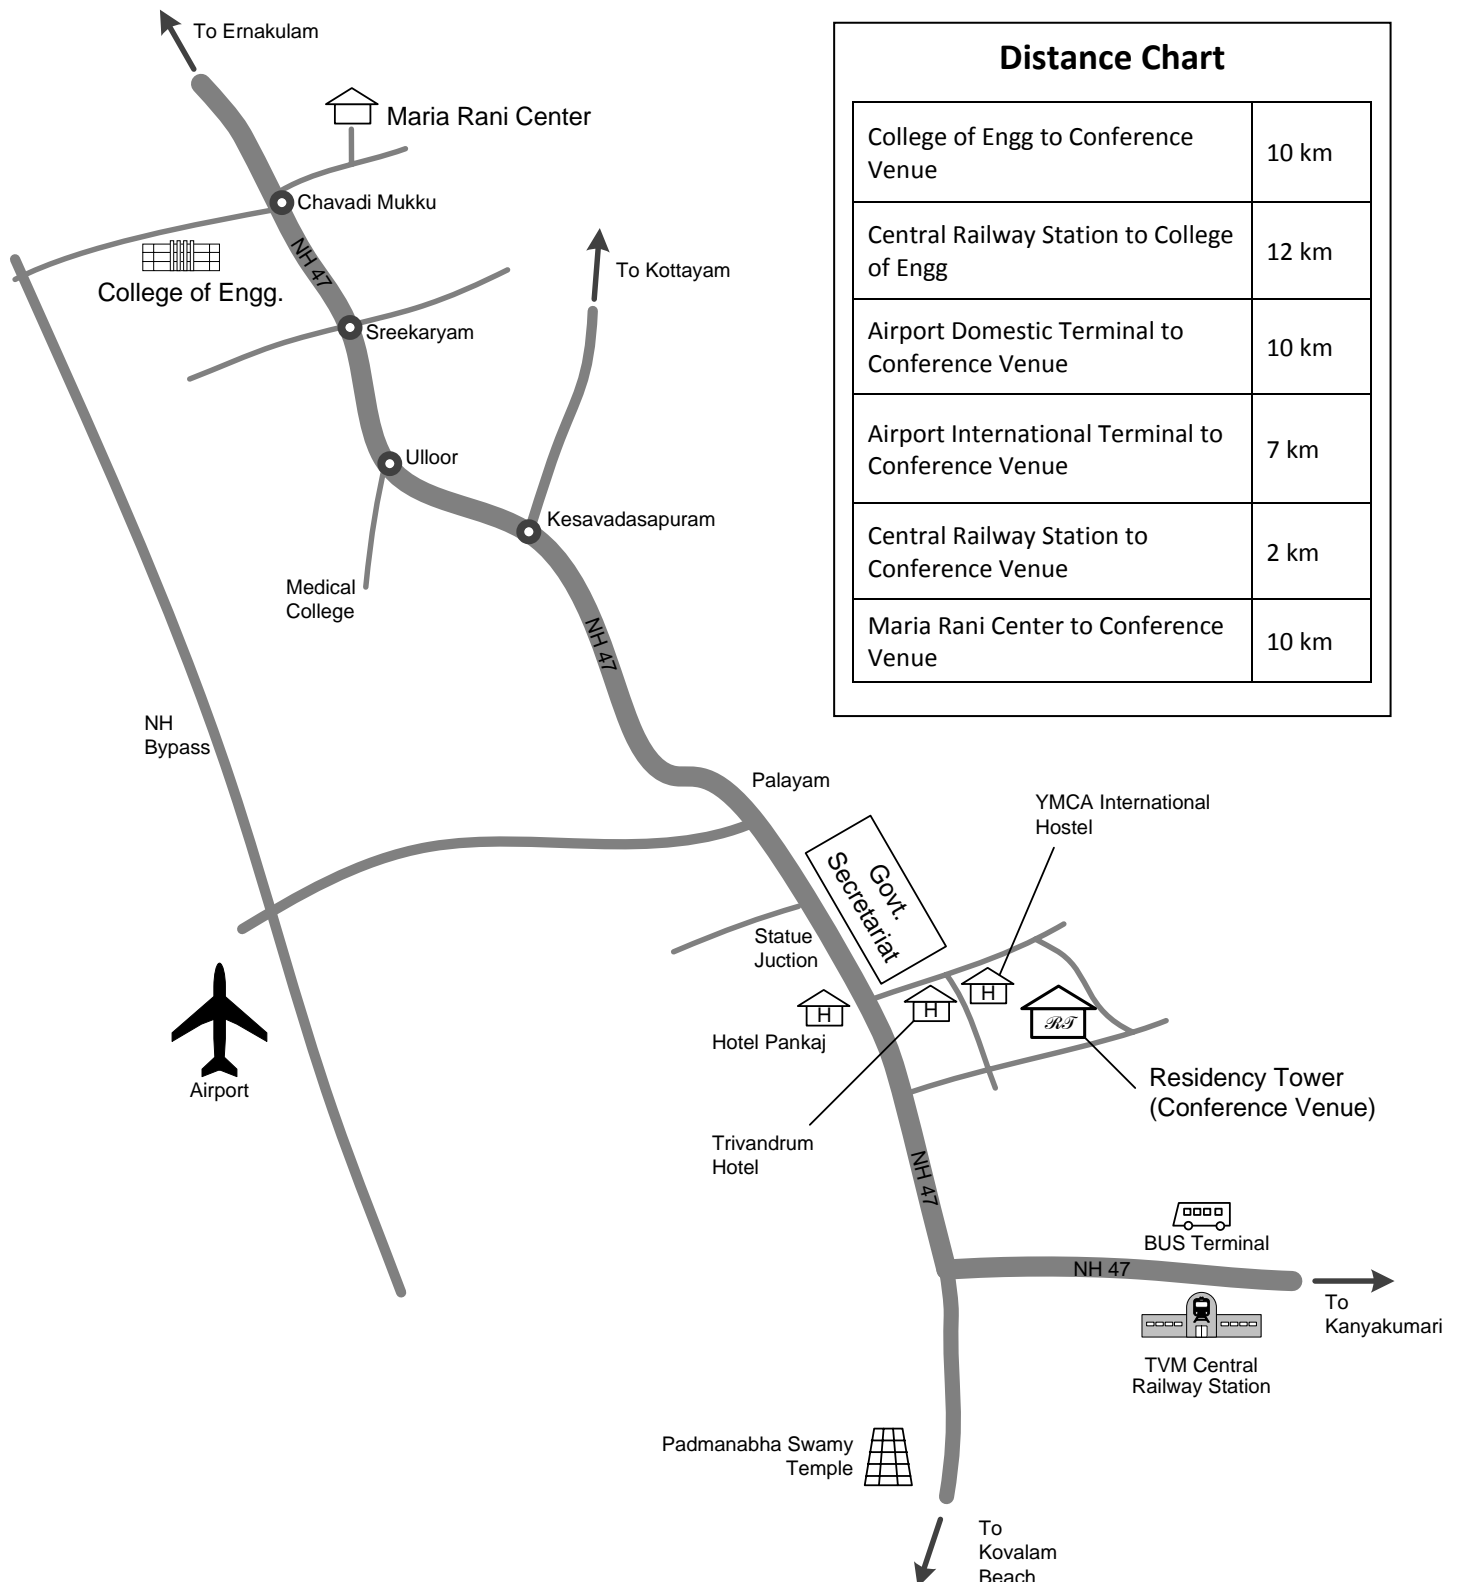 To Ernakulam
Maria Rani Center
Chavadi Mukku
NH 47
College of Engg.
To Kottayam
Sreekaryam
Ulloor
Kesavadasapuram
Medical
College
NH 47
NH
Bypass
Palayam
Govt.
Secretariat
YMCA International
Hostel
Statue
Juction
H
H
H
RT
Hotel Pankaj
Airport
Residency Tower
(Conference Venue)
Trivandrum
Hotel
NH 47
BUS Terminal
NH 47
To
Kanyakumari
TVM Central
Railway Station
Padmanabha Swamy
Temple
To
Kovalam
Beach
Distance Chart
College of Engg to Conference
Venue
10 km
Central Railway Station to College
of Engg
12 km
Airport Domestic Terminal to
Conference Venue
10 km
Airport International Terminal to
Conference Venue
7 km
Central Railway Station to
Conference Venue
2 km
Maria Rani Center to Conference
Venue
10 km